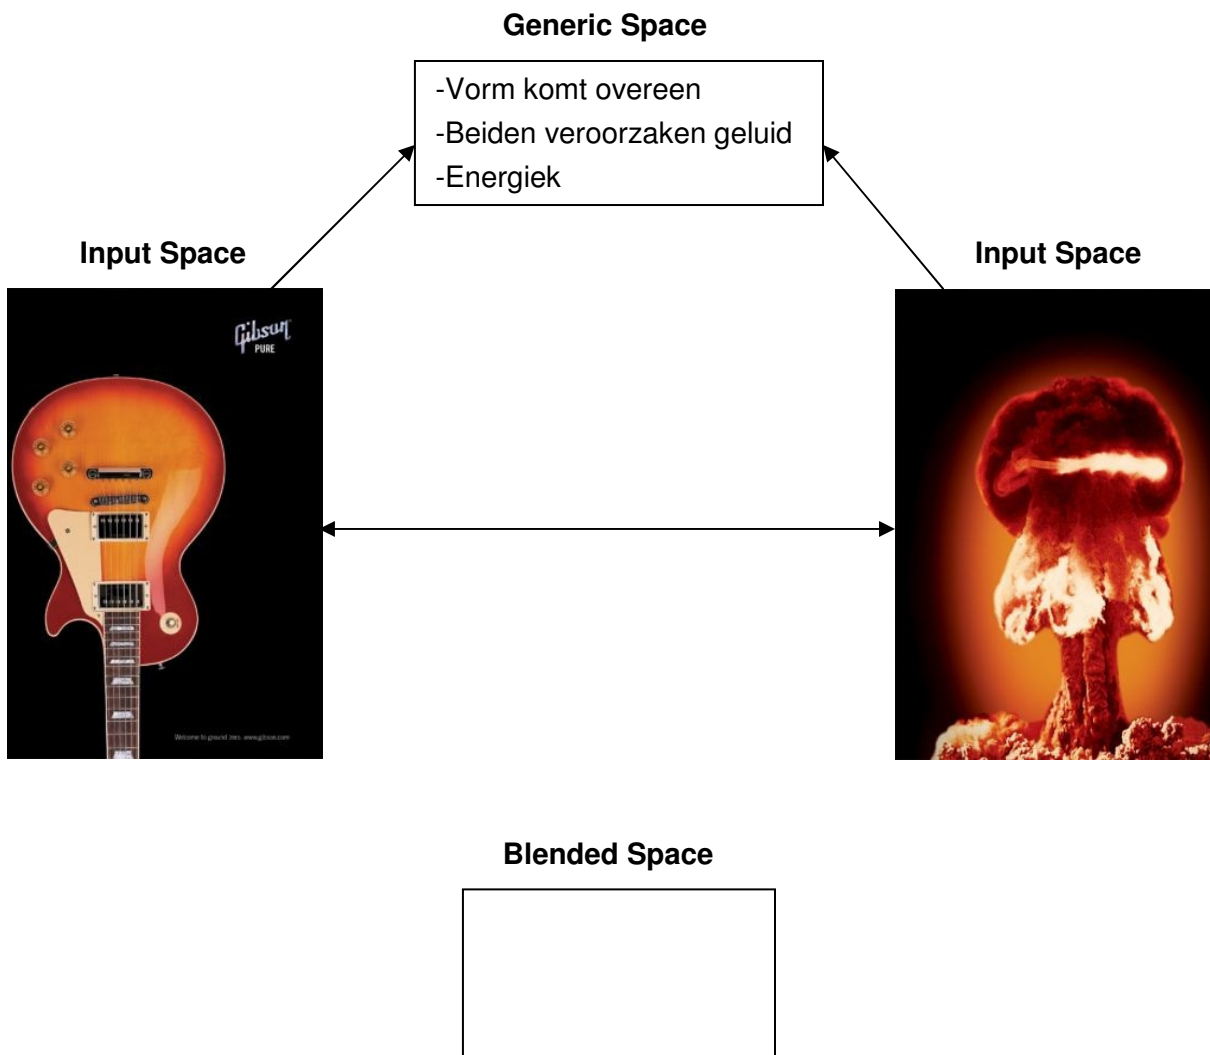 Generic Space
-Vorm komt overeen
-Beiden veroorzaken geluid
-Energiek
Input Space
Input Space
Gibson
PURE
Welcome to ground zero. www.gibson.com
Blended Space